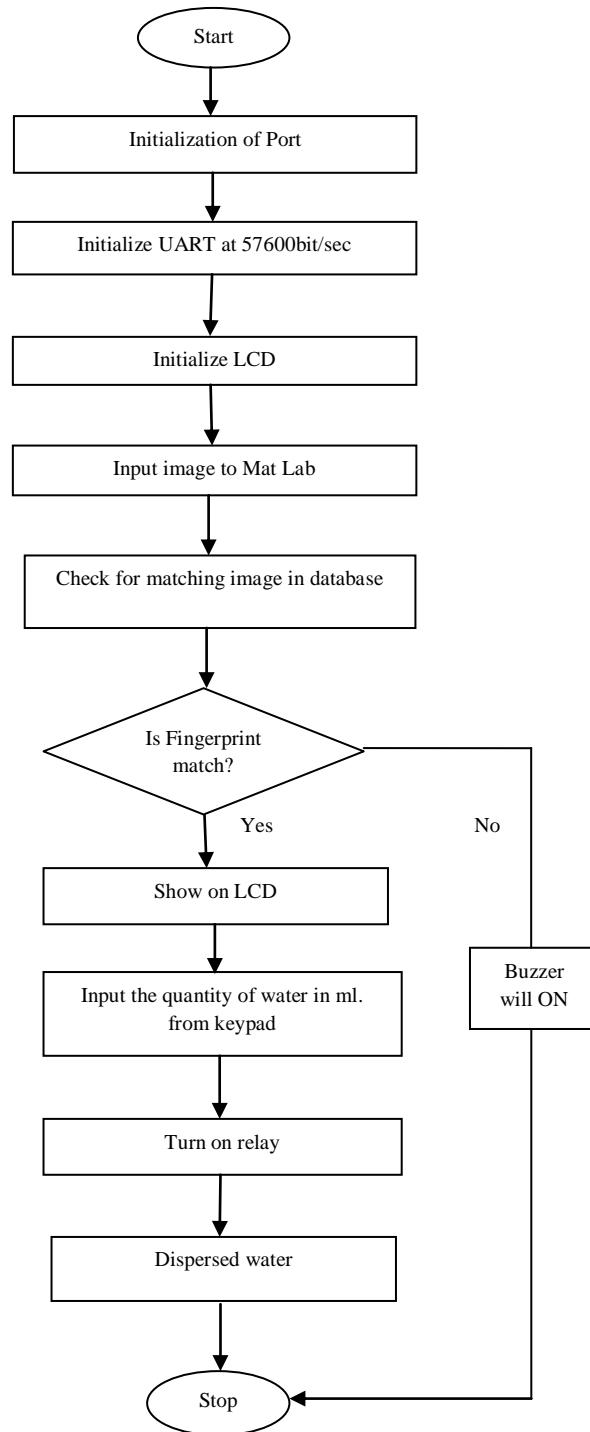 Start
Initialization of Port
Initialize UART at 57600bit/sec
Initialize LCD
Input image to Mat Lab
Check for matching image in database
Is Fingerprint
match?
Yes
No
Show on LCD
Buzzer
will ON
Input the quantity of water in ml.
from keypad
Turn on relay
Dispersed water
Stop